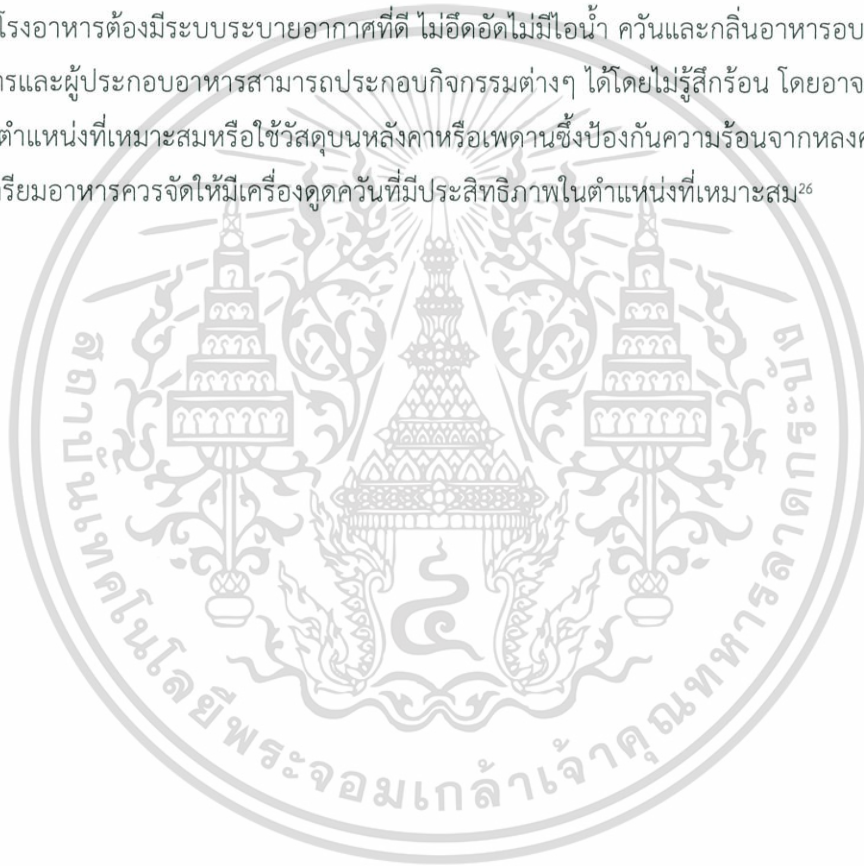 โรงอาหารต้องมีระบบระบายอากาศที่ดี ไม่อึดอัดไม่มีไอน้ำ ควันและกลิ่นอาหารอบ
รและผู้ประกอบอาหารสามารถประกอบกิจกรรมต่างๆ ได้โดยไม่รู้สึกร้อน โดยอาจ
ตำแหน่งที่เหมาะสมหรือใช้วัสดุบนหลังคาหรือเพดานซึ่งป้องกันความร้อนจากหลงค
รียมอาหารควรจัดให้มีเครื่องดูดควันที่มีประสิทธิภาพในตำแหน่งที่เหมาะสม²⁶
๔
สถาบันเทคโนโลยีพระจอมเกล้าเจ้าคุณทหารลาดกระบัง